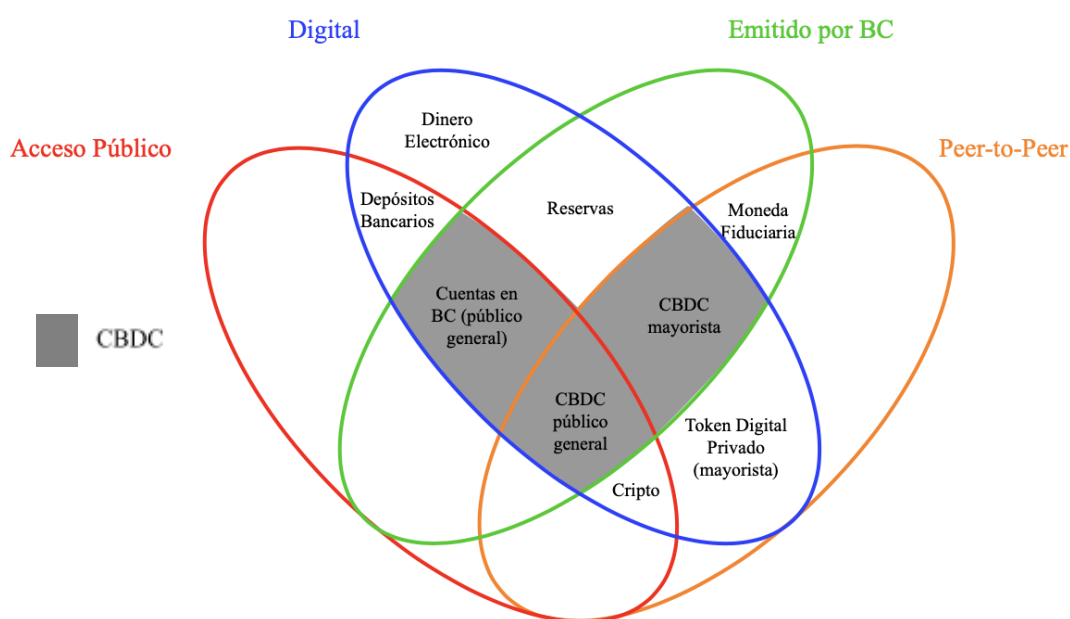 Digital
Emitido por BC
Acceso Público
Peer-to-Peer
Dinero
Electrónico
Depósitos
Bancarios
Reservas
Moneda
Fiduciaria
Cuentas en
BC (público
general)
CBDC
mayorista
CBDC
CBDC
público
general
Token Digital
Privado
(mayorista)
Cripto